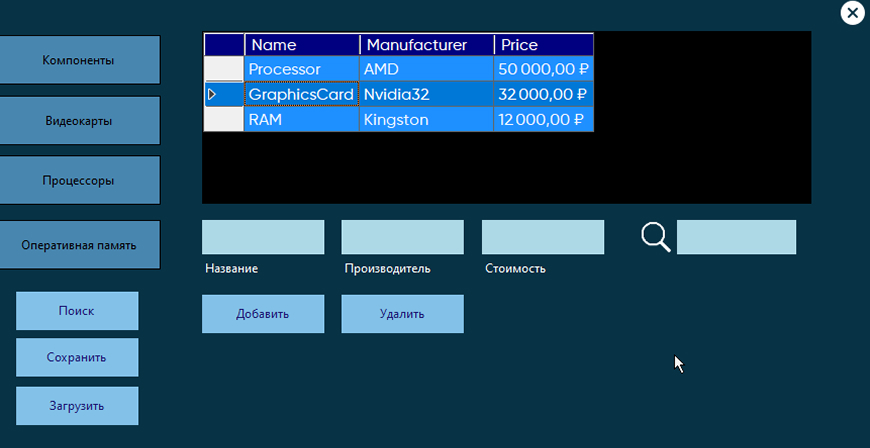 Компоненты
Видеокарты
Процессоры
Оперативная память
Поиск
Сохранить
Загрузить
Name Manufacturer Price
Processor AMD 50 000,00 ₽
GraphicsCard Nvidia32 32 000,00 ₽
RAM Kingston 12 000,00 ₽
Название Производитель Стоимость
Добавить Удалить